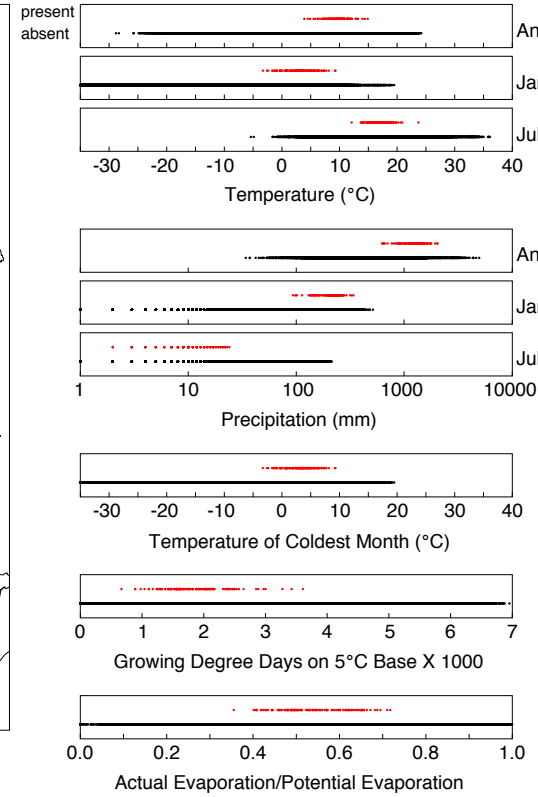 present
absent
An
Jan
Jul
-30 -20 -10 0 10 20 30 40
Temperature (°C)
An
Jan
Jul
1 10 100 1000 10000
Precipitation (mm)
-30 -20 -10 0 10 20 30 40
Temperature of Coldest Month (°C)
0 1 2 3 4 5 6 7
Growing Degree Days on 5°C Base X 1000
0.0 0.2 0.4 0.6 0.8 1.0
Actual Evaporation/Potential Evaporation